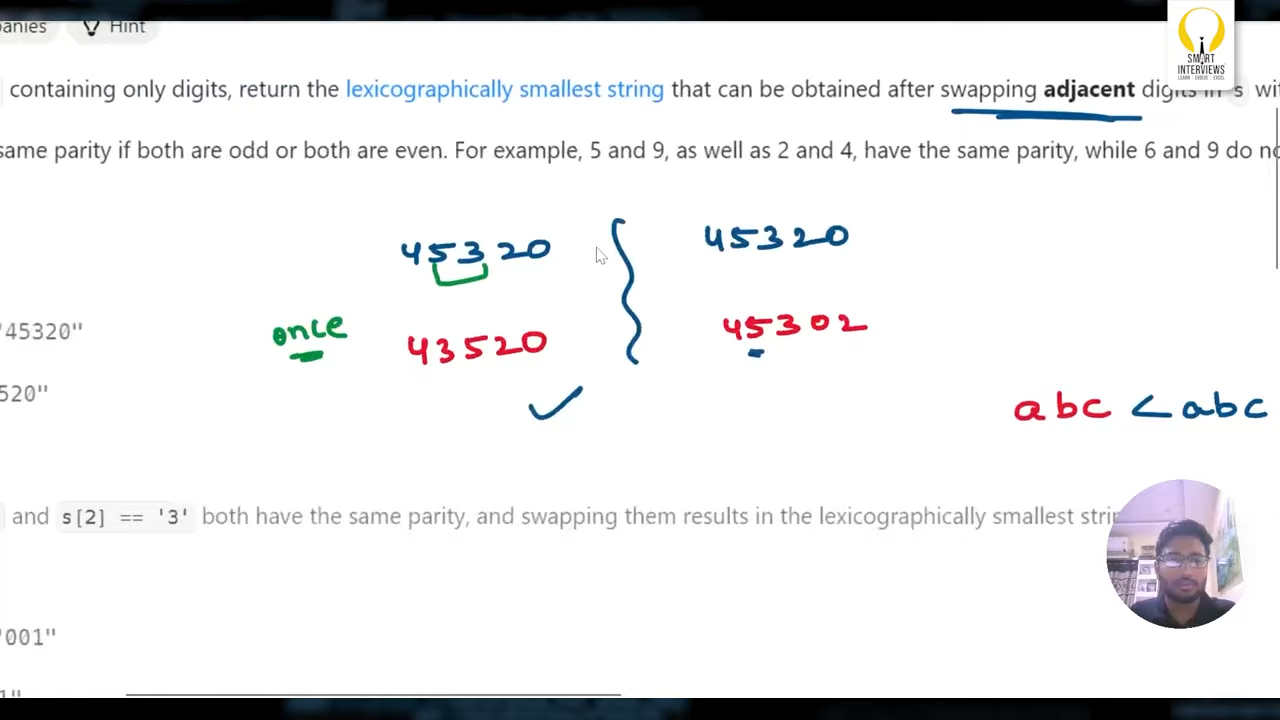 anies Hint
SMART
INTERVIEWS
LEARN EVOLVE EXCEL
containing only digits, return the lexicographically smallest string that can be obtained after swapping adjacent digits in s wi
same parity if both are odd or both are even. For example, 5 and 9, as well as 2 and 4, have the same parity, while 6 and 9 do no
45320 45320
"45320" once 43520 45302
520"
abc < abc
and s[2] == '3' both have the same parity, and swapping them results in the lexicographically smallest strin
"001"